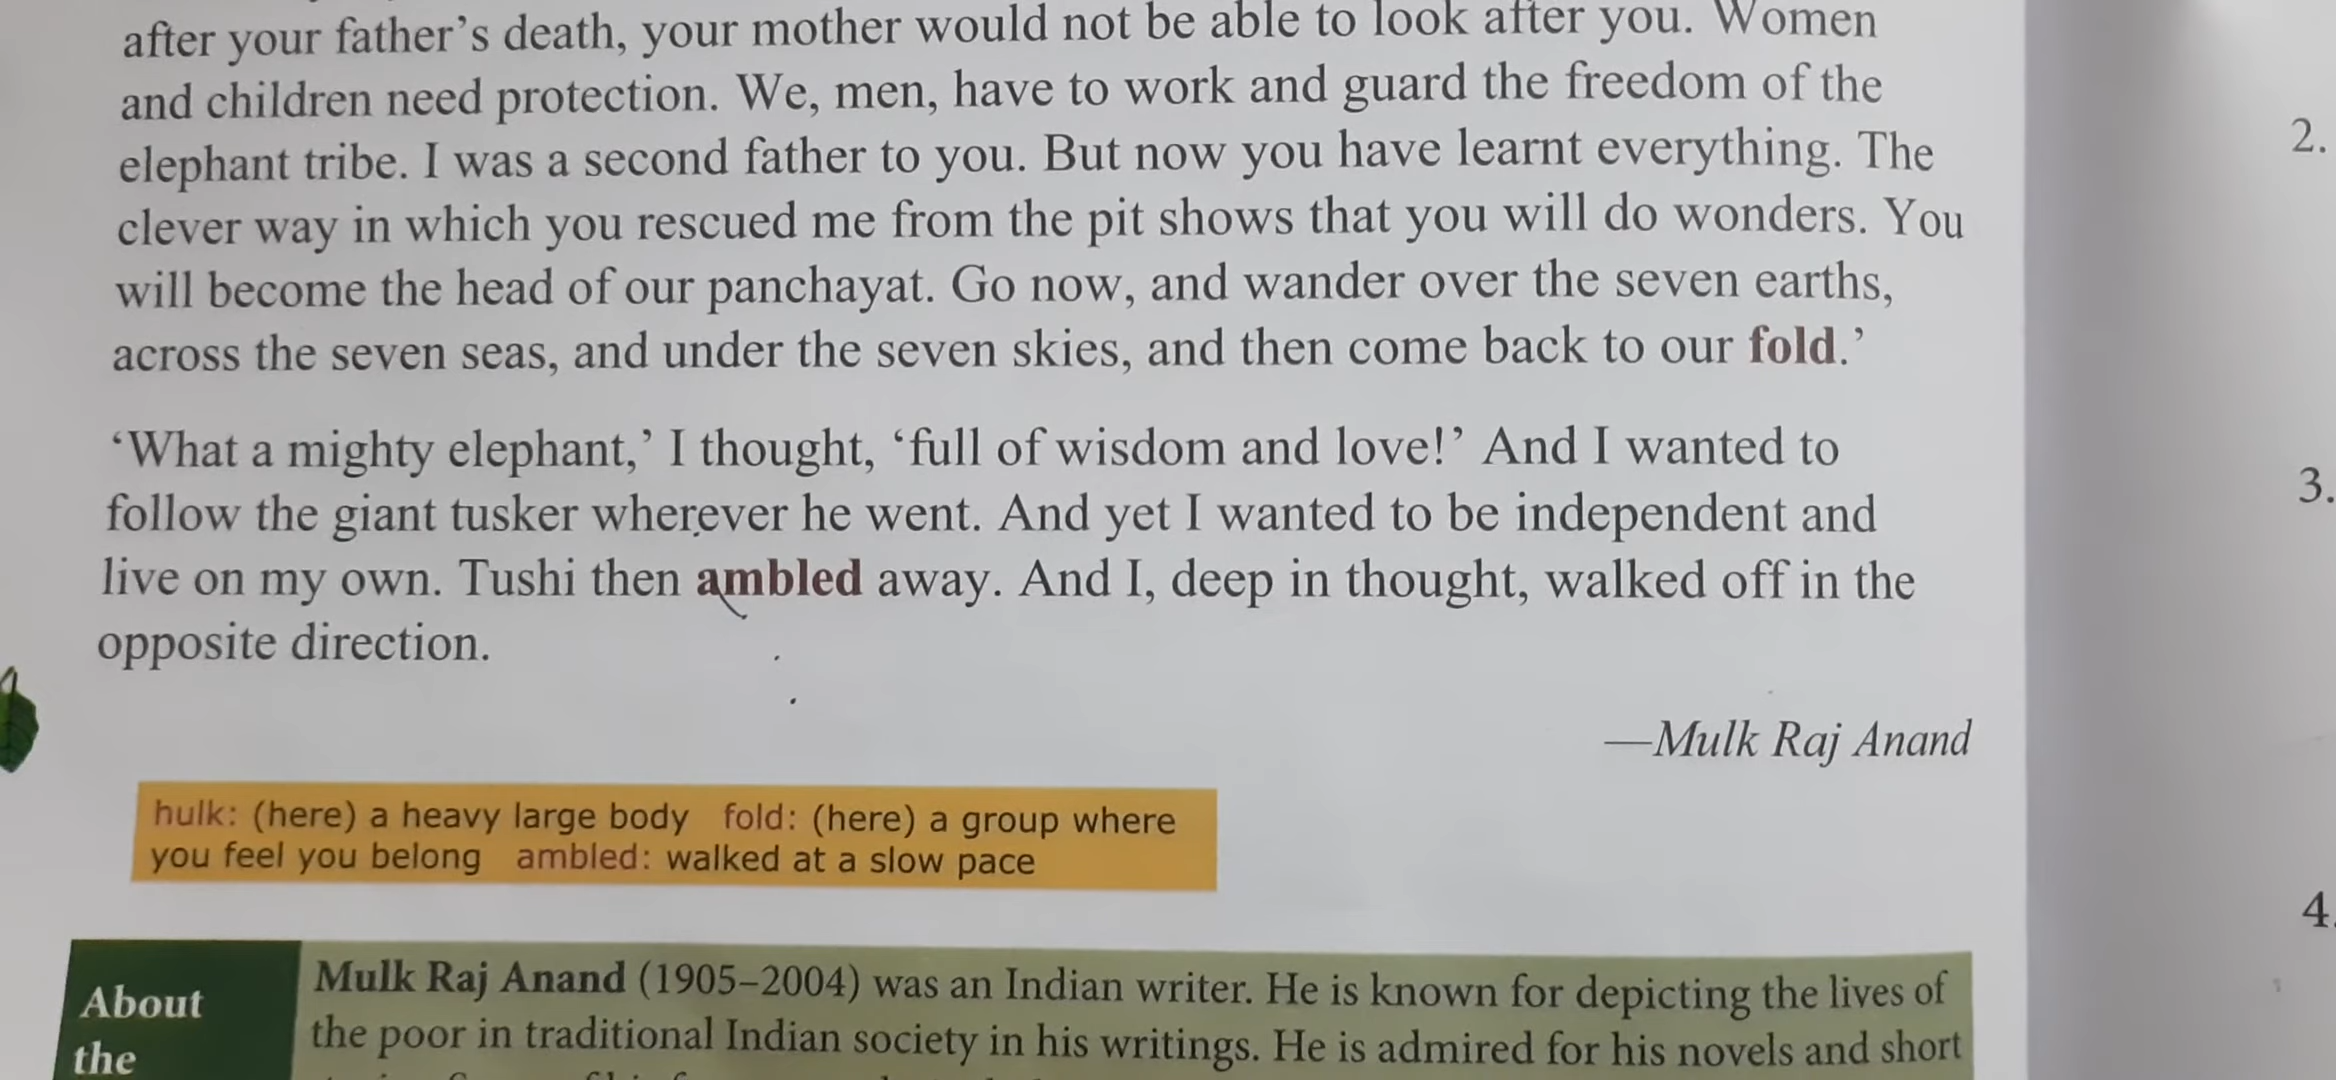 after your father’s death, your mother would not be able to look after you. Women
and children need protection. We, men, have to work and guard the freedom of the
elephant tribe. I was a second father to you. But now you have learnt everything. The
clever way in which you rescued me from the pit shows that you will do wonders. You
will become the head of our panchayat. Go now, and wander over the seven earths,
across the seven seas, and under the seven skies, and then come back to our fold.’
‘What a mighty elephant,’ I thought, ‘full of wisdom and love!’ And I wanted to
follow the giant tusker wherever he went. And yet I wanted to be independent and
live on my own. Tushi then ambled away. And I, deep in thought, walked off in the
opposite direction.
—Mulk Raj Anand
hulk: (here) a heavy large body fold: (here) a group where
you feel you belong ambled: walked at a slow pace
About
the
Mulk Raj Anand (1905–2004) was an Indian writer. He is known for depicting the lives of
the poor in traditional Indian society in his writings. He is admired for his novels and short
2.
3.
4.